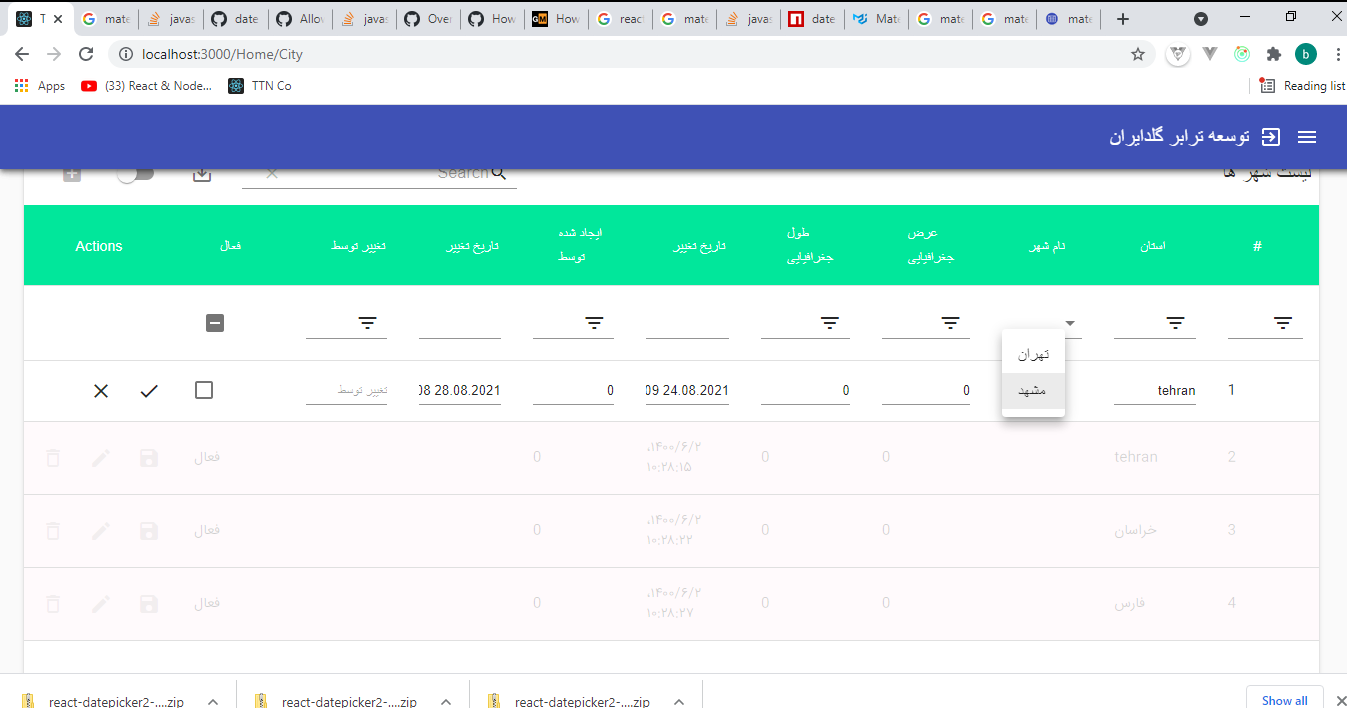 T
mate
javas
date
Allov
javas
Over
How
GM
How
react
mate
javas
date
Mate
mate
mate
mate
localhost:3000/Home/City
b
Apps
(33) React & Node...
TTN Co
Reading list
توسعه ترابر گلدایران
لیست شهر ها
Search
#
استان
نام شهر
عرض
جغرافیایی
طول
جغرافیایی
تاریخ تغییر
ایجاد شده
توسط
تاریخ تغییر
تغییر توسط
فعال
Actions
تهران
مشهد
1
tehran
0
0
09 24.08.2021
0
08 28.08.2021
تغییر توسط
2
tehran
0
0
۱۴۰۰/۶/۲،
۱۰:۲۸:۱۵
0
فعال
3
خراسان
0
0
۱۴۰۰/۶/۲،
۱۰:۲۸:۲۲
0
فعال
4
فارس
0
0
۱۴۰۰/۶/۲،
۱۰:۲۸:۲۷
0
فعال
react-datepicker2-....zip
react-datepicker2-....zip
react-datepicker2-....zip
Show all